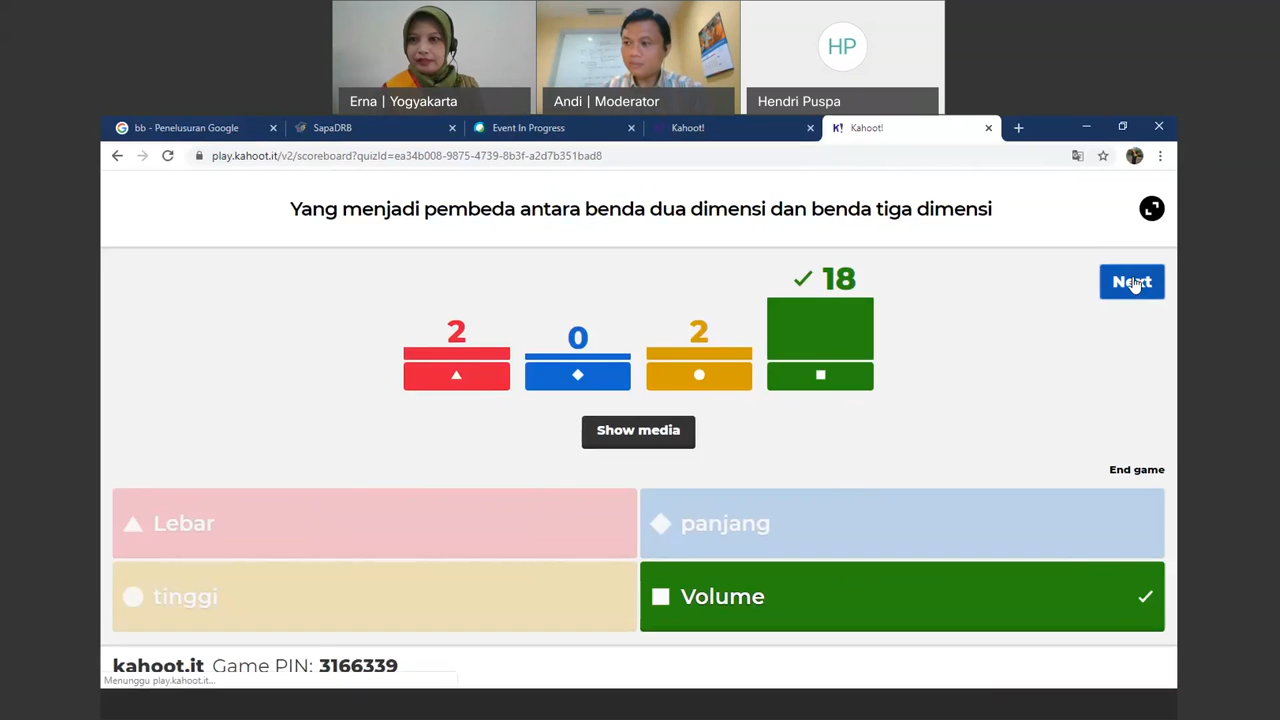 HP
Erna | Yogyakarta
Andi | Moderator
Hendri Puspa
bb - Penelusuran Google
SapaDRB
Event In Progress
Kahoot!
Kahoot!
play.kahoot.it/v2/scoreboard?quizId=ea34b008-9875-4739-8b3f-a2d7b351bad8
Yang menjadi pembeda antara benda dua dimensi dan benda tiga dimensi
Next
2
0
2
18
Show media
End game
Lebar
panjang
tinggi
Volume
kahoot.it Game PIN: 3166339
Menunggu play.kahoot.it...